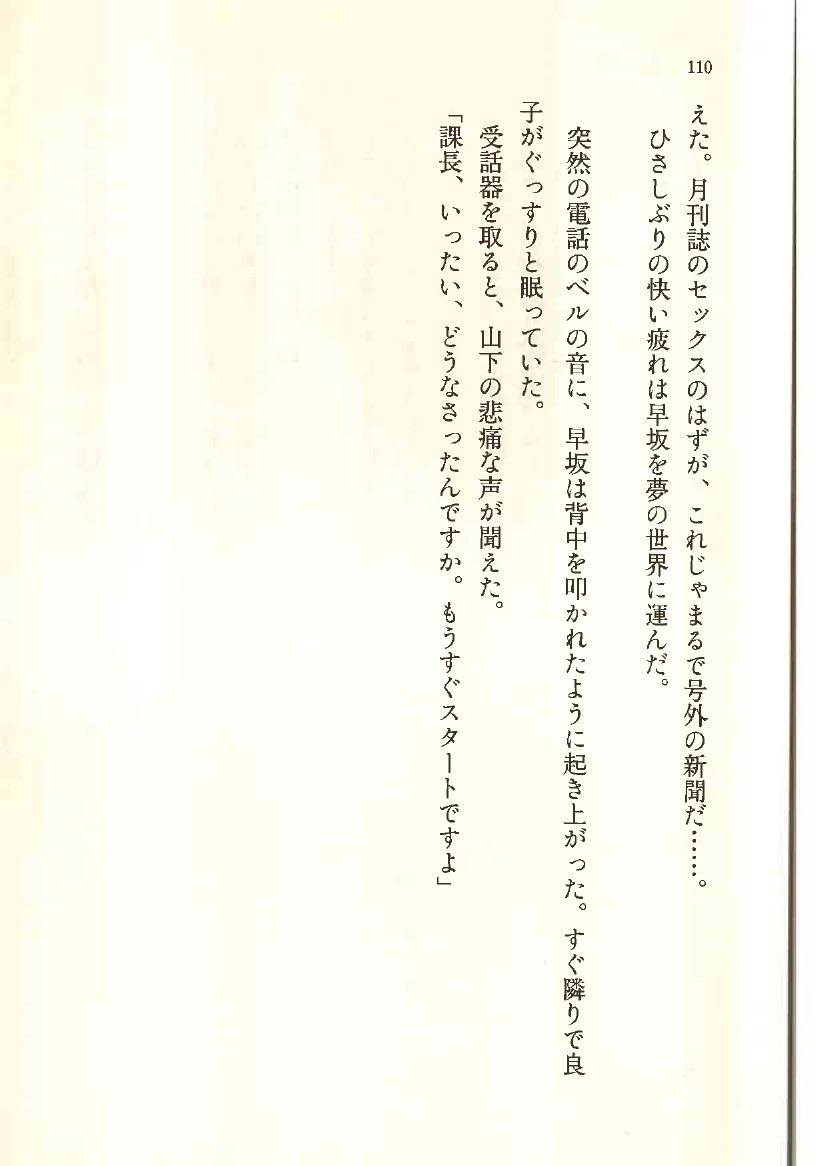 110
えた。月刊誌のセックスのはずが、これじゃまるで号外の新聞だ……。
ひさしぶりの快い疲れは早坂を夢の世界に運んだ。
突然の電話のベルの音に、早坂は背中を叩かれたように起き上がった。すぐ隣りで良
子がぐっすりと眠っていた。
受話器を取ると、山下の悲痛な声が聞えた。
「課長、いったい、どうなさったんですか。もうすぐスタートですよ」